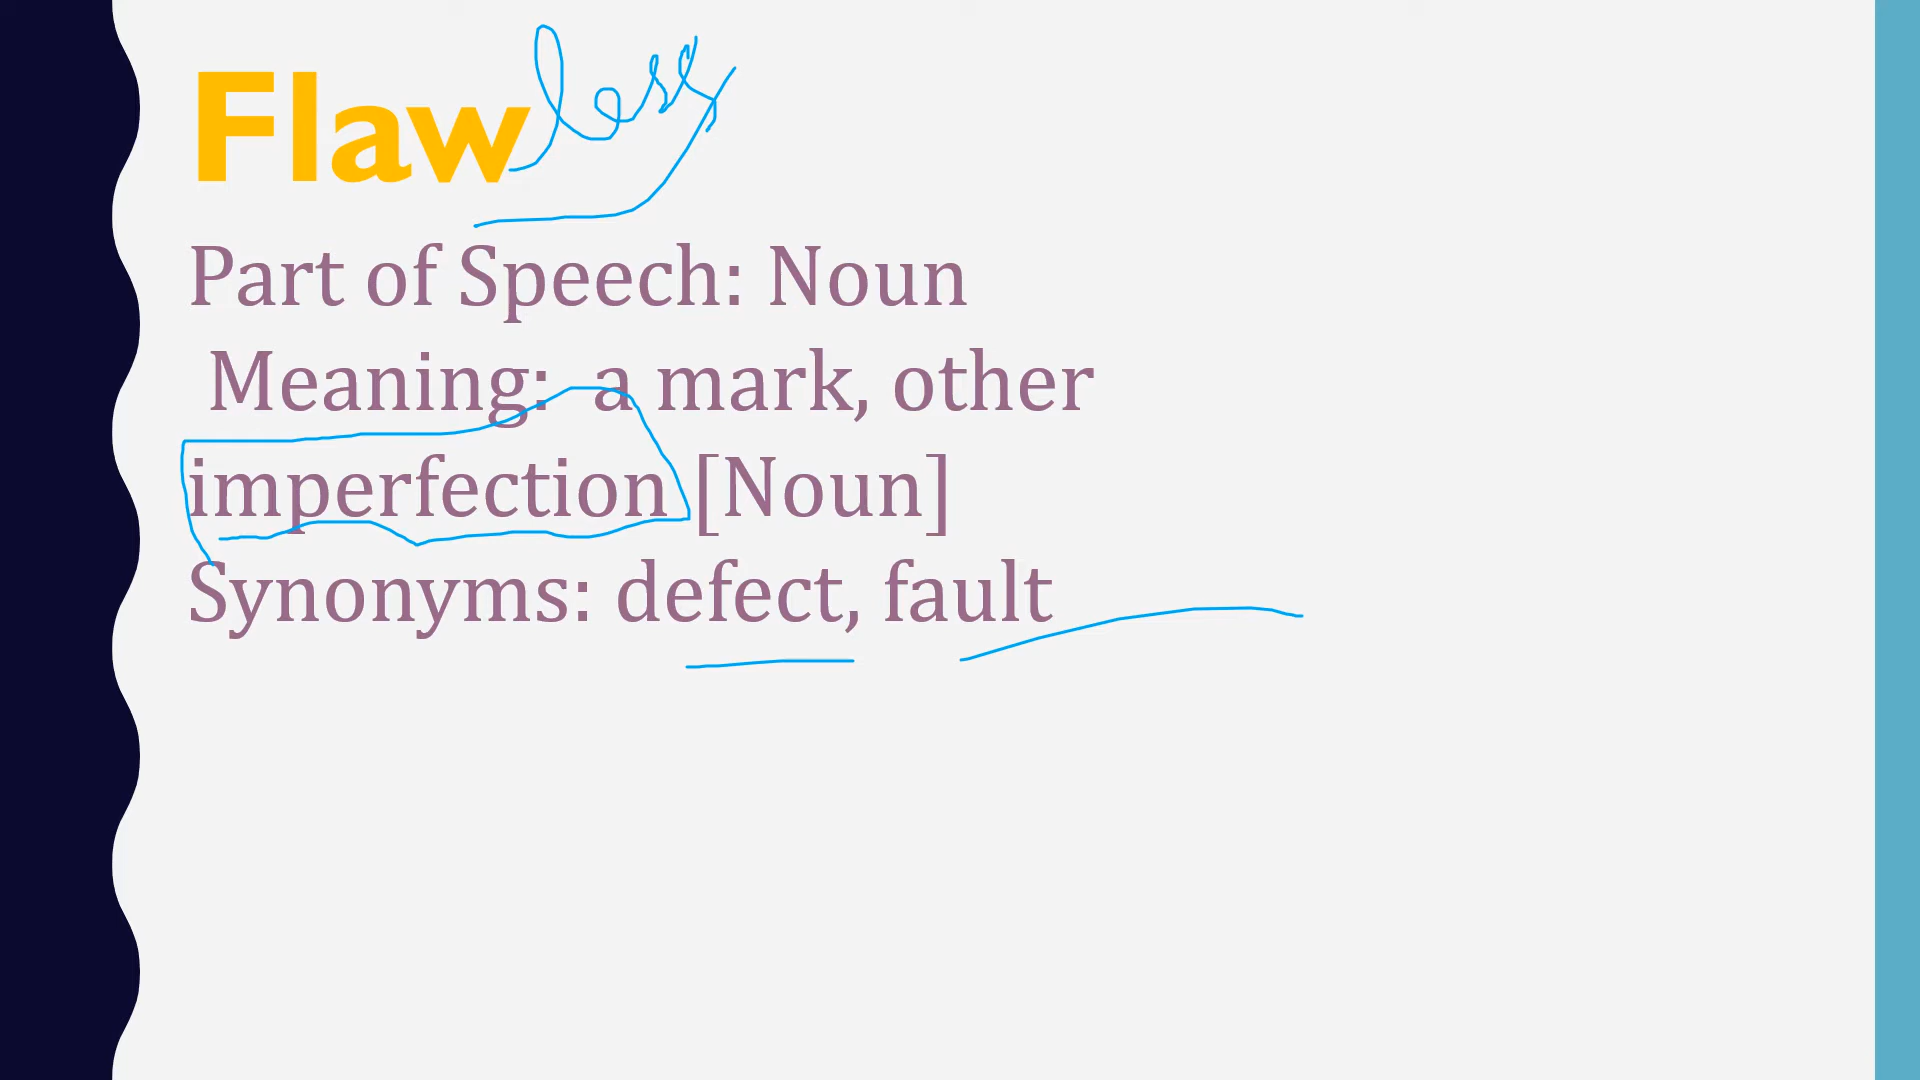 Flawless
Part of Speech: Noun
Meaning: a mark, other
imperfection [Noun]
Synonyms: defect, fault